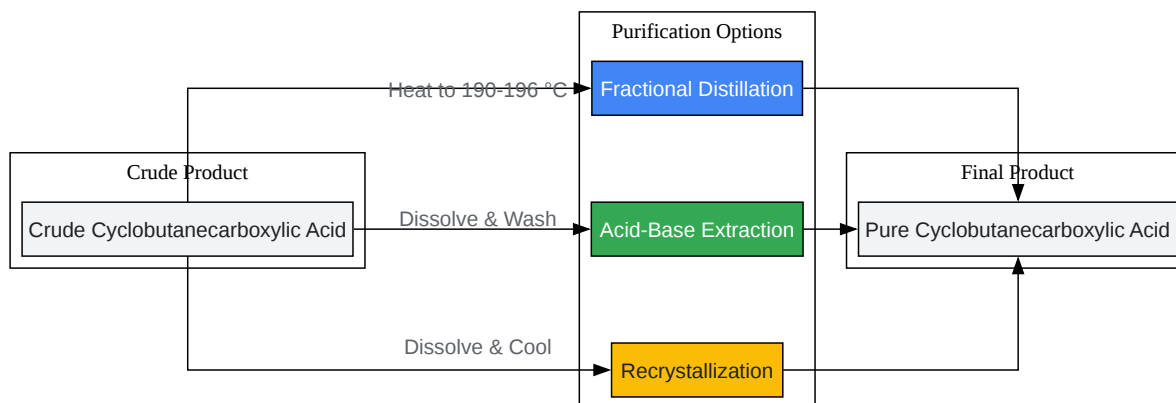 Purification Options
Heat to 190-196 °C
Fractional Distillation
Crude Product
Final Product
Crude Cyclobutanecarboxylic Acid
Dissolve & Wash
Acid-Base Extraction
Pure Cyclobutanecarboxylic Acid
Dissolve & Cool
Recrystallization